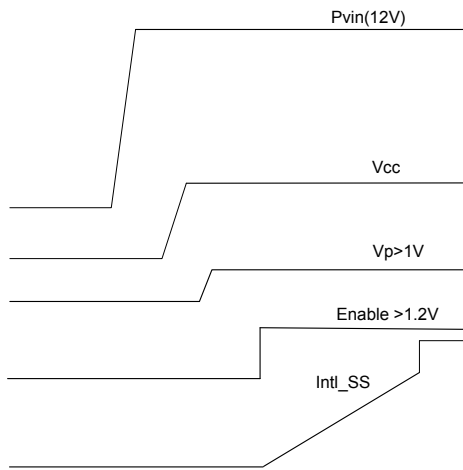 Pvin(12V)
Vcc
Vp>1V
Enable >1.2V
Intl_SS